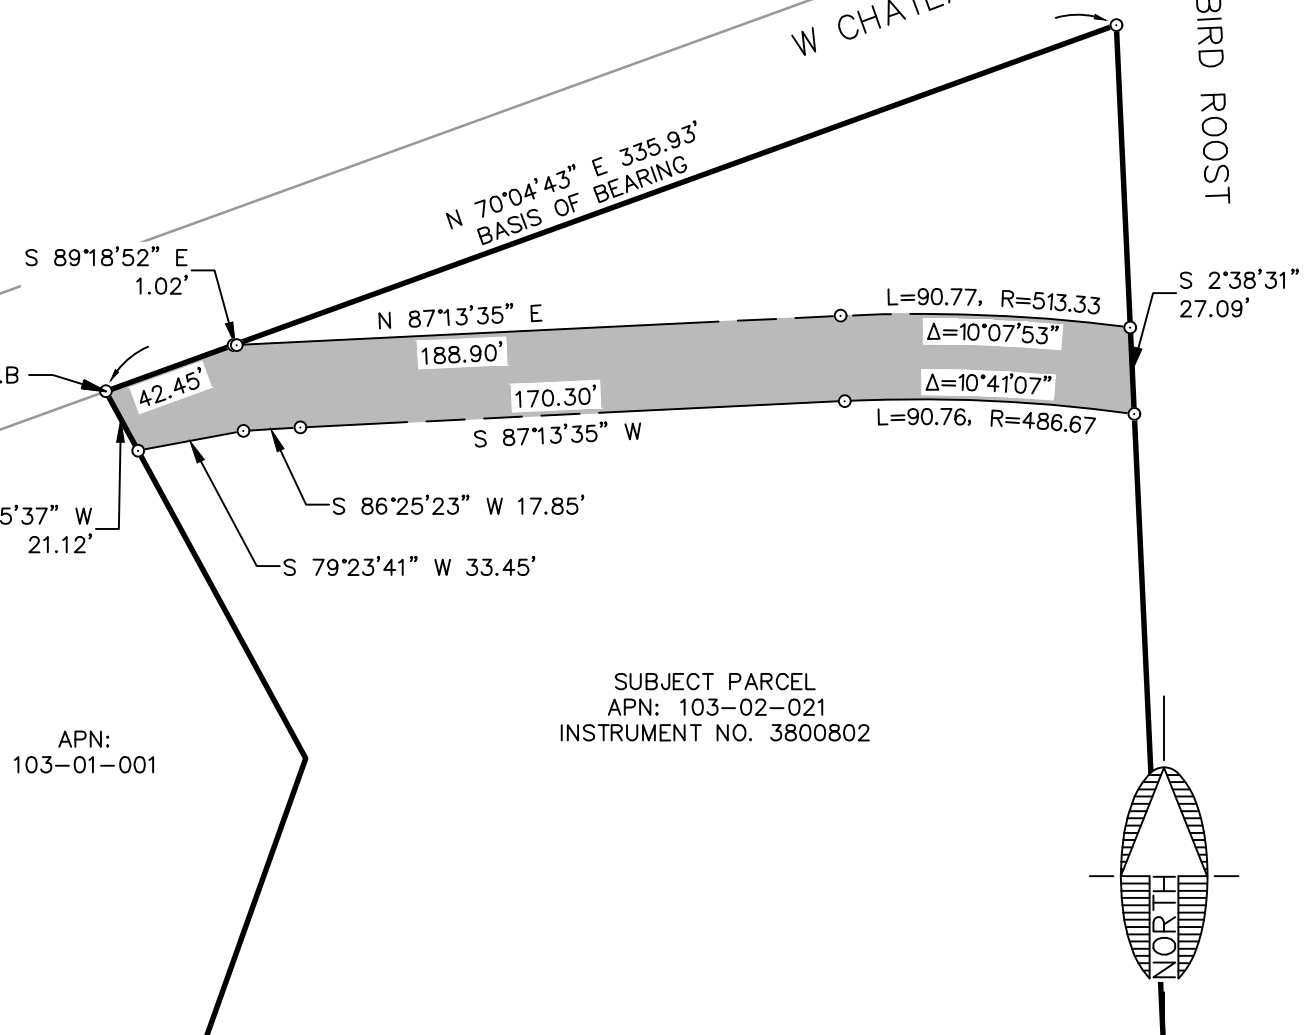 W CHATEA
BIRD ROOST
N 70°04'43" E 335.93'
BASIS OF BEARING
S 89°18'52" E
1.02'
S 2°38'31"
27.09'
L=90.77, R=513.33
N 87°13'35" E
Δ=10°07'53"
188.90'
.B
42.45'
Δ=10°41'07"
170.30'
L=90.76, R=486.67
S 87°13'35" W
S 86°25'23" W 17.85'
5'37" W
21.12'
S 79°23'41" W 33.45'
SUBJECT PARCEL
APN: 103-02-021
INSTRUMENT NO. 3800802
APN:
103-01-001
NORTH